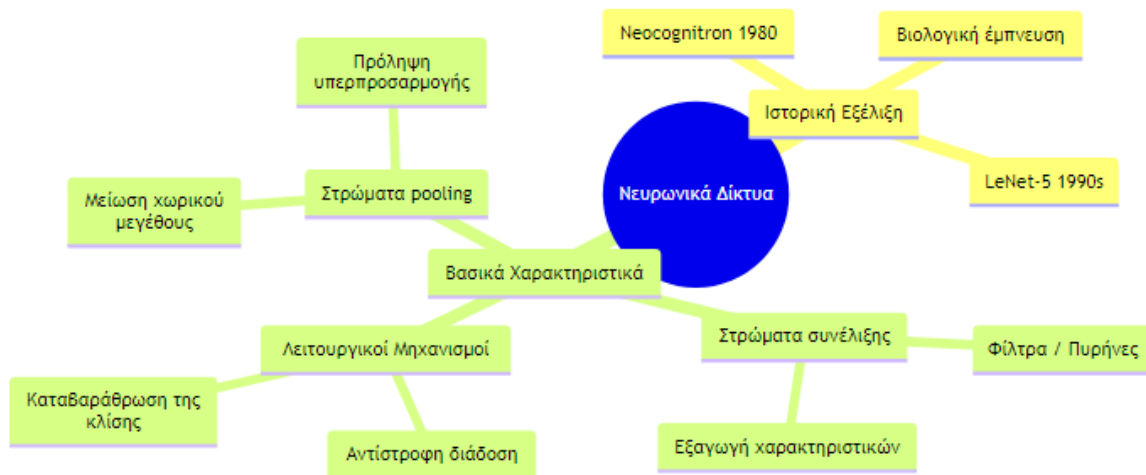 Neocognitron 1980
Βιολογική έμπνευση
Πρόληψη
υπερπροσαρμογής
Ιστορική Εξέλιξη
Στρώματα pooling
Νευρωνικά Δίκτυα
LeNet-5 1990s
Μείωση χωρικού
μεγέθους
Βασικά Χαρακτηριστικά
Στρώματα συνέλιξης
Λειτουργικοί Μηχανισμοί
Φίλτρα / Πυρήνες
Καταβαράθρωση της
κλίσης
Αντίστροφη διάδοση
Εξαγωγή χαρακτηριστικών